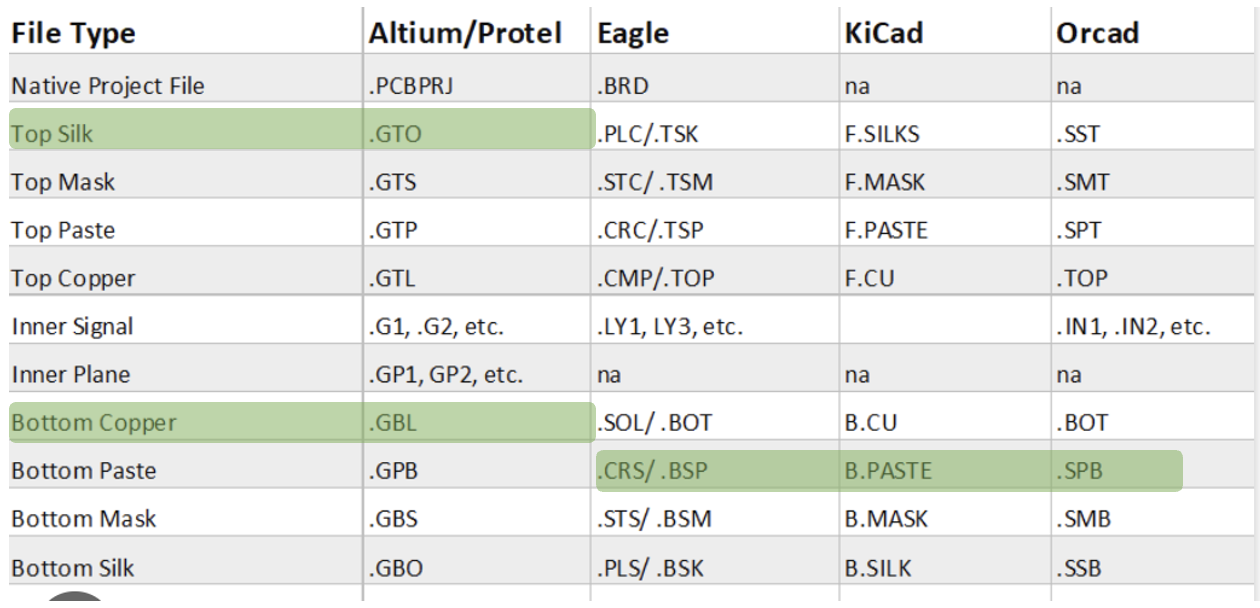 File Type Altium/Protel Eagle KiCad Orcad
Native Project File .PCBPRJ .BRD na na
Top Silk .GTO .PLC/.TSK F.SILKS .SST
Top Mask .GTS .STC/ .TSM F.MASK .SMT
Top Paste .GTP .CRC/.TSP F.PASTE .SPT
Top Copper .GTL .CMP/.TOP F.CU .TOP
Inner Signal .G1, .G2, etc. .LY1, LY3, etc. .IN1, .IN2, etc.
Inner Plane .GP1, GP2, etc. na na na
Bottom Copper .GBL .SOL/ .BOT B.CU .BOT
Bottom Paste .GPB .CRS/ .BSP B.PASTE .SPB
Bottom Mask .GBS .STS/ .BSM B.MASK .SMB
Bottom Silk .GBO .PLS/ .BSK B.SILK .SSB